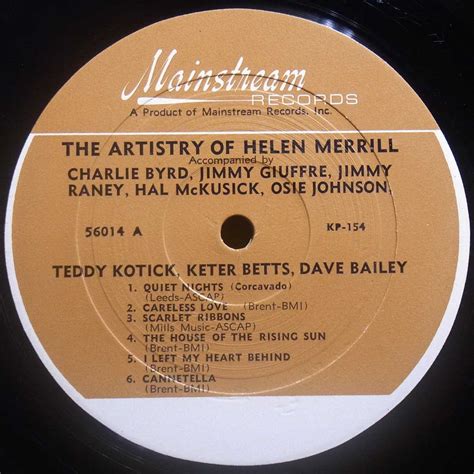 Mainstream
RECORDS
A Product of Mainstream Records, Inc.
THE ARTISTRY OF HELEN MERRILL
Accompanied by
CHARLIE BYRD, JIMMY GIUFFRE, JIMMY
RANEY, HAL McKUSICK, OSIE JOHNSON,
56014 A
KP-154
TEDDY KOTICK, KETER BETTS, DAVE BAILEY
1. QUIET NIGHTS (Corcavado)
(Leeds-ASCAP)
2. CARELESS LOVE (Brent-BMI)
3. SCARLET RIBBONS
(Mills Music-ASCAP)
4. THE HOUSE OF THE RISING SUN
(Brent-BMI)
5. I LEFT MY HEART BEHIND
(Brent-BMI)
6. CANNETELLA
(Brent-BMI)